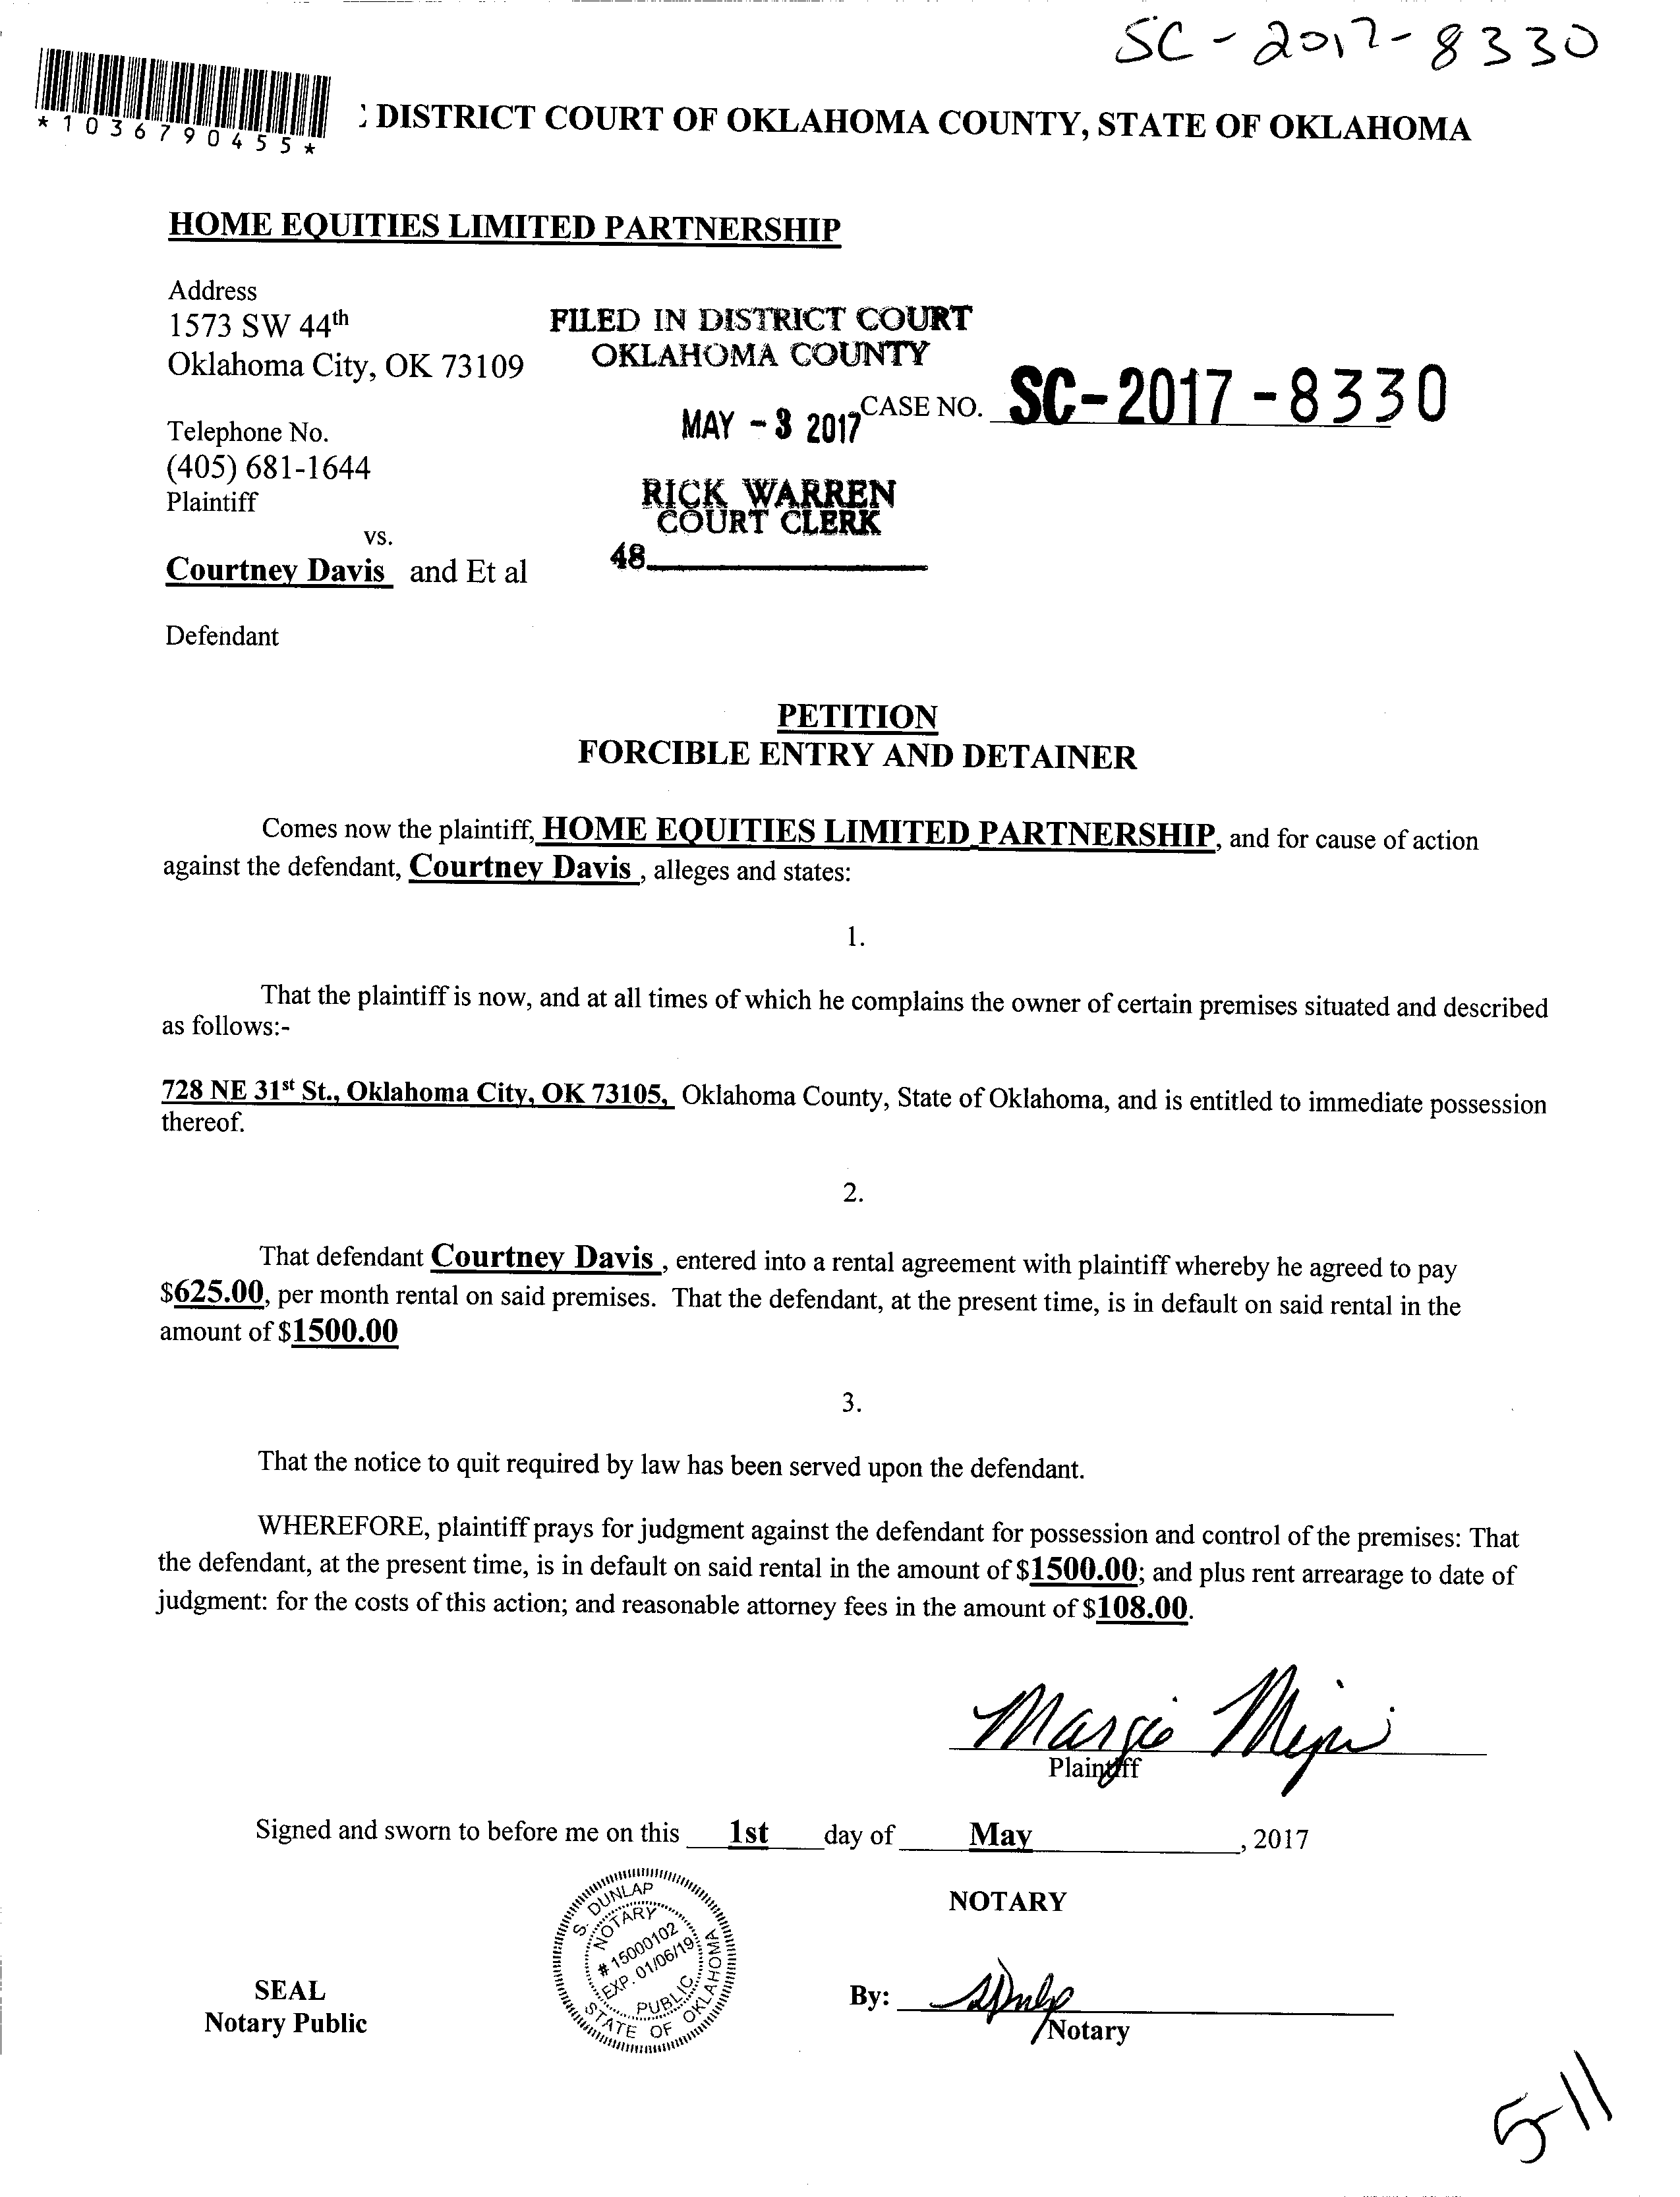 SC-2017-8330
*1036790455*
DISTRICT COURT OF OKLAHOMA COUNTY, STATE OF OKLAHOMA
HOME EQUITIES LIMITED PARTNERSHIP
Address
1573 SW 44th
Oklahoma City, OK 73109
Telephone No.
(405) 681-1644
Plaintiff
vs.
Courtney Davis and Et al
Defendant
FILED IN DISTRICT COURT
OKLAHOMA COUNTY
MAY - 3 2017
RICK WARREN
COURT CLERK
48
CASE NO. SC-2017-8330
PETITION
FORCIBLE ENTRY AND DETAINER
Comes now the plaintiff, HOME EQUITIES LIMITED PARTNERSHIP, and for cause of action
against the defendant, Courtney Davis , alleges and states:
1.
That the plaintiff is now, and at all times of which he complains the owner of certain premises situated and described
as follows:-
728 NE 31st St., Oklahoma City, OK 73105, Oklahoma County, State of Oklahoma, and is entitled to immediate possession
thereof.
2.
That defendant Courtney Davis , entered into a rental agreement with plaintiff whereby he agreed to pay
$625.00, per month rental on said premises. That the defendant, at the present time, is in default on said rental in the
amount of $1500.00
3.
That the notice to quit required by law has been served upon the defendant.
WHEREFORE, plaintiff prays for judgment against the defendant for possession and control of the premises: That
the defendant, at the present time, is in default on said rental in the amount of $1500.00; and plus rent arrearage to date of
judgment: for the costs of this action; and reasonable attorney fees in the amount of $108.00.
Margie
Plaintiff
Signed and sworn to before me on this 1st day of May , 2017
S. DUNLAP
NOTARY
# 15000102
EXP. 01/06/19
PUBLIC
STATE OF OKLAHOMA
SEAL
Notary Public
NOTARY
By: SDunlap
Notary
5-11